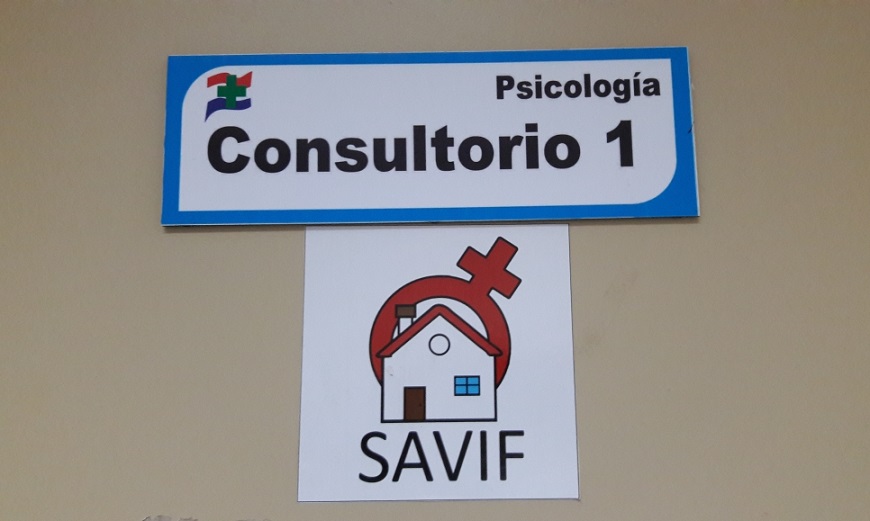 Psicología
Consultorio 1
SAVIF